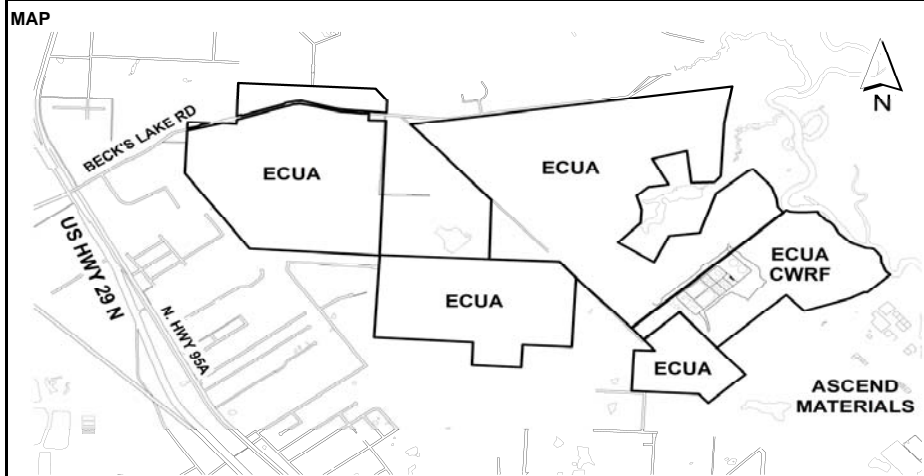 MAP
N
BECK'S LAKE RD
ECUA
ECUA
US HWY 29 N
N. HWY 95A
ECUA
CWRF
ECUA
ECUA
ASCEND
MATERIALS